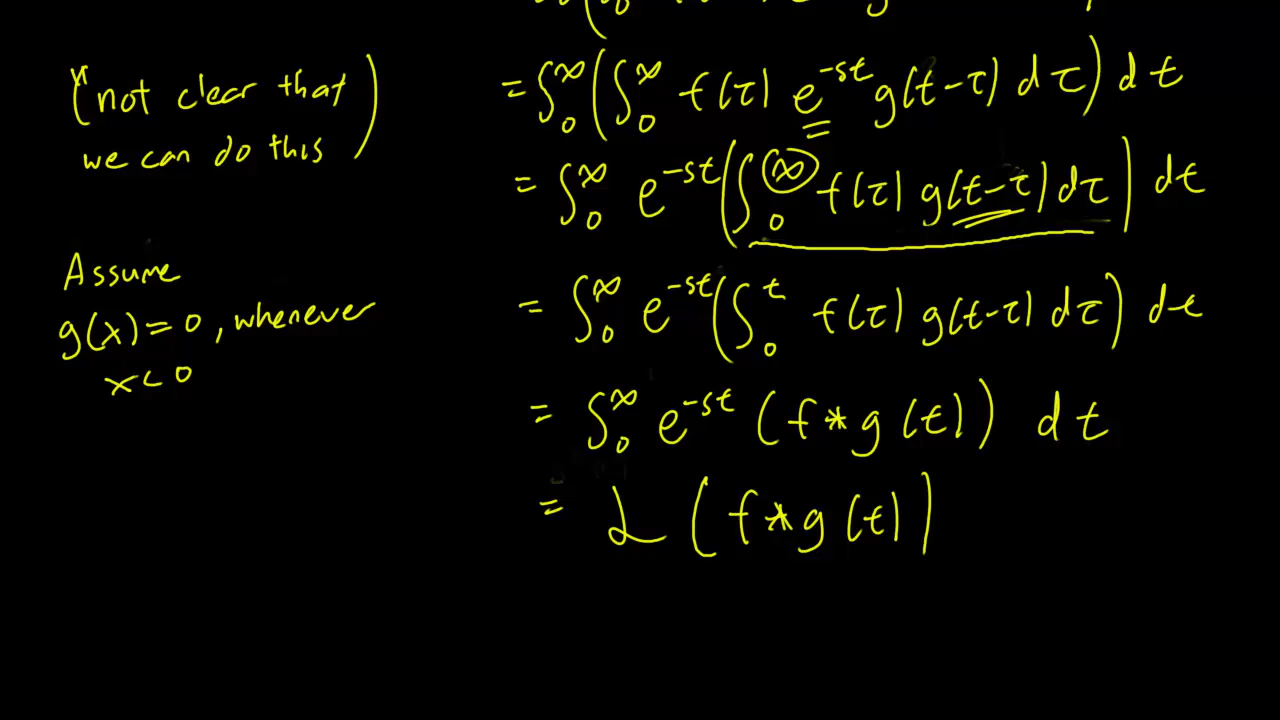 (not clear that
we can do this)
Assume
g(x) = 0, whenever
x < 0
= ∫₀^∞ (∫₀^∞ f(τ) e^{-st} g(t-τ) dτ) dt
= ∫₀^∞ e^{-st} (∫₀^∞ f(τ) g(t-τ) dτ) dt
= ∫₀^∞ e^{-st} (∫₀^t f(τ) g(t-τ) dτ) dt
= ∫₀^∞ e^{-st} (f*g(t)) dt
= ℒ(f*g(t))